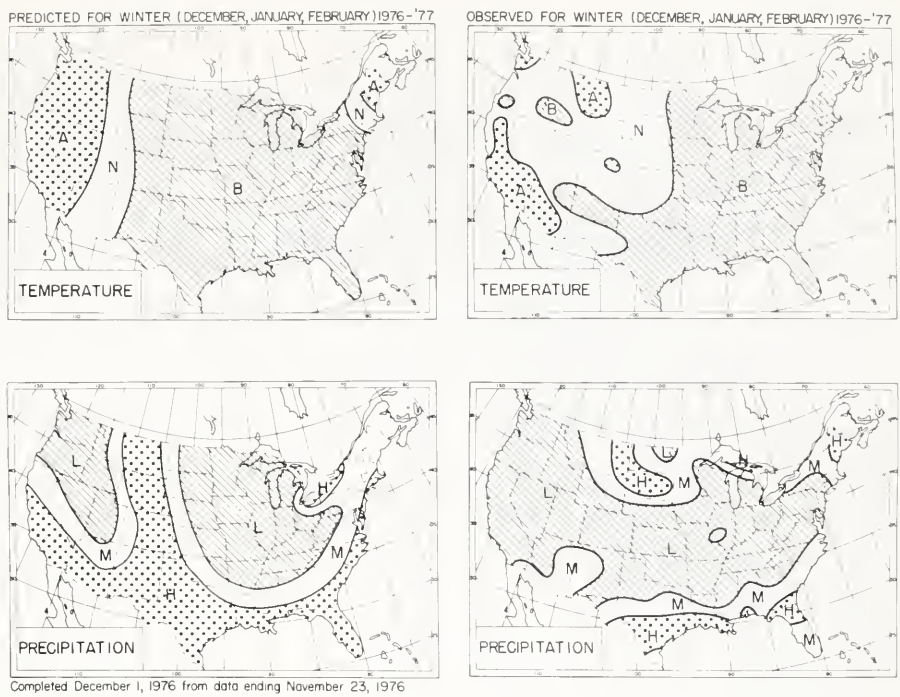 PREDICTED FOR WINTER (DECEMBER, JANUARY, FEBRUARY) 1976-'77
A
N
B
N
A
TEMPERATURE
OBSERVED FOR WINTER (DECEMBER, JANUARY, FEBRUARY) 1976-'77
B
A
N
A
B
TEMPERATURE
L
M
H
L
H
M
PRECIPITATION
L
H
M
L
H
M
H
L
M
M
M
H
H
M
PRECIPITATION
Completed December 1, 1976 from data ending November 23, 1976